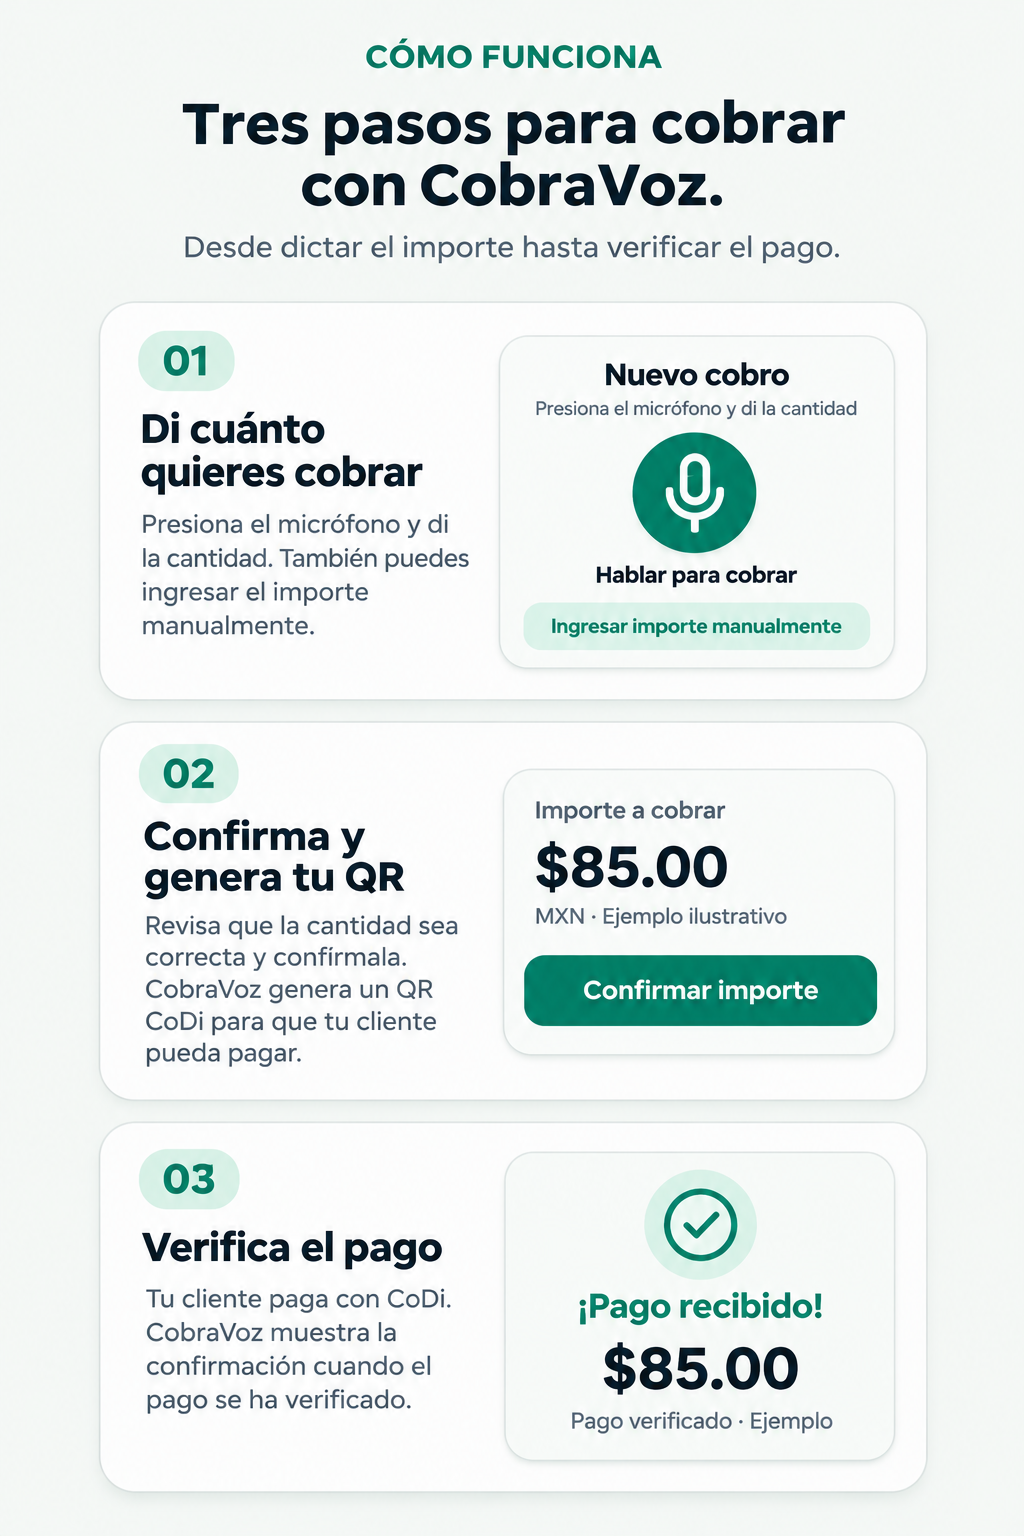 CÓMO FUNCIONA
Tres pasos para cobrar
con CobraVoz.
Desde dictar el importe hasta verificar el pago.
01
Di cuánto
quieres cobrar
Presiona el micrófono y di
la cantidad. También puedes
ingresar el importe
manualmente.
Nuevo cobro
Presiona el micrófono y di la cantidad
Hablar para cobrar
Ingresar importe manualmente
02
Confirma y
genera tu QR
Revisa que la cantidad sea
correcta y confírmala.
CobraVoz genera un QR
CoDi para que tu cliente
pueda pagar.
Importe a cobrar
$85.00
MXN · Ejemplo ilustrativo
Confirmar importe
03
Verifica el pago
Tu cliente paga con CoDi.
CobraVoz muestra la
confirmación cuando el
pago se ha verificado.
¡Pago recibido!
$85.00
Pago verificado · Ejemplo